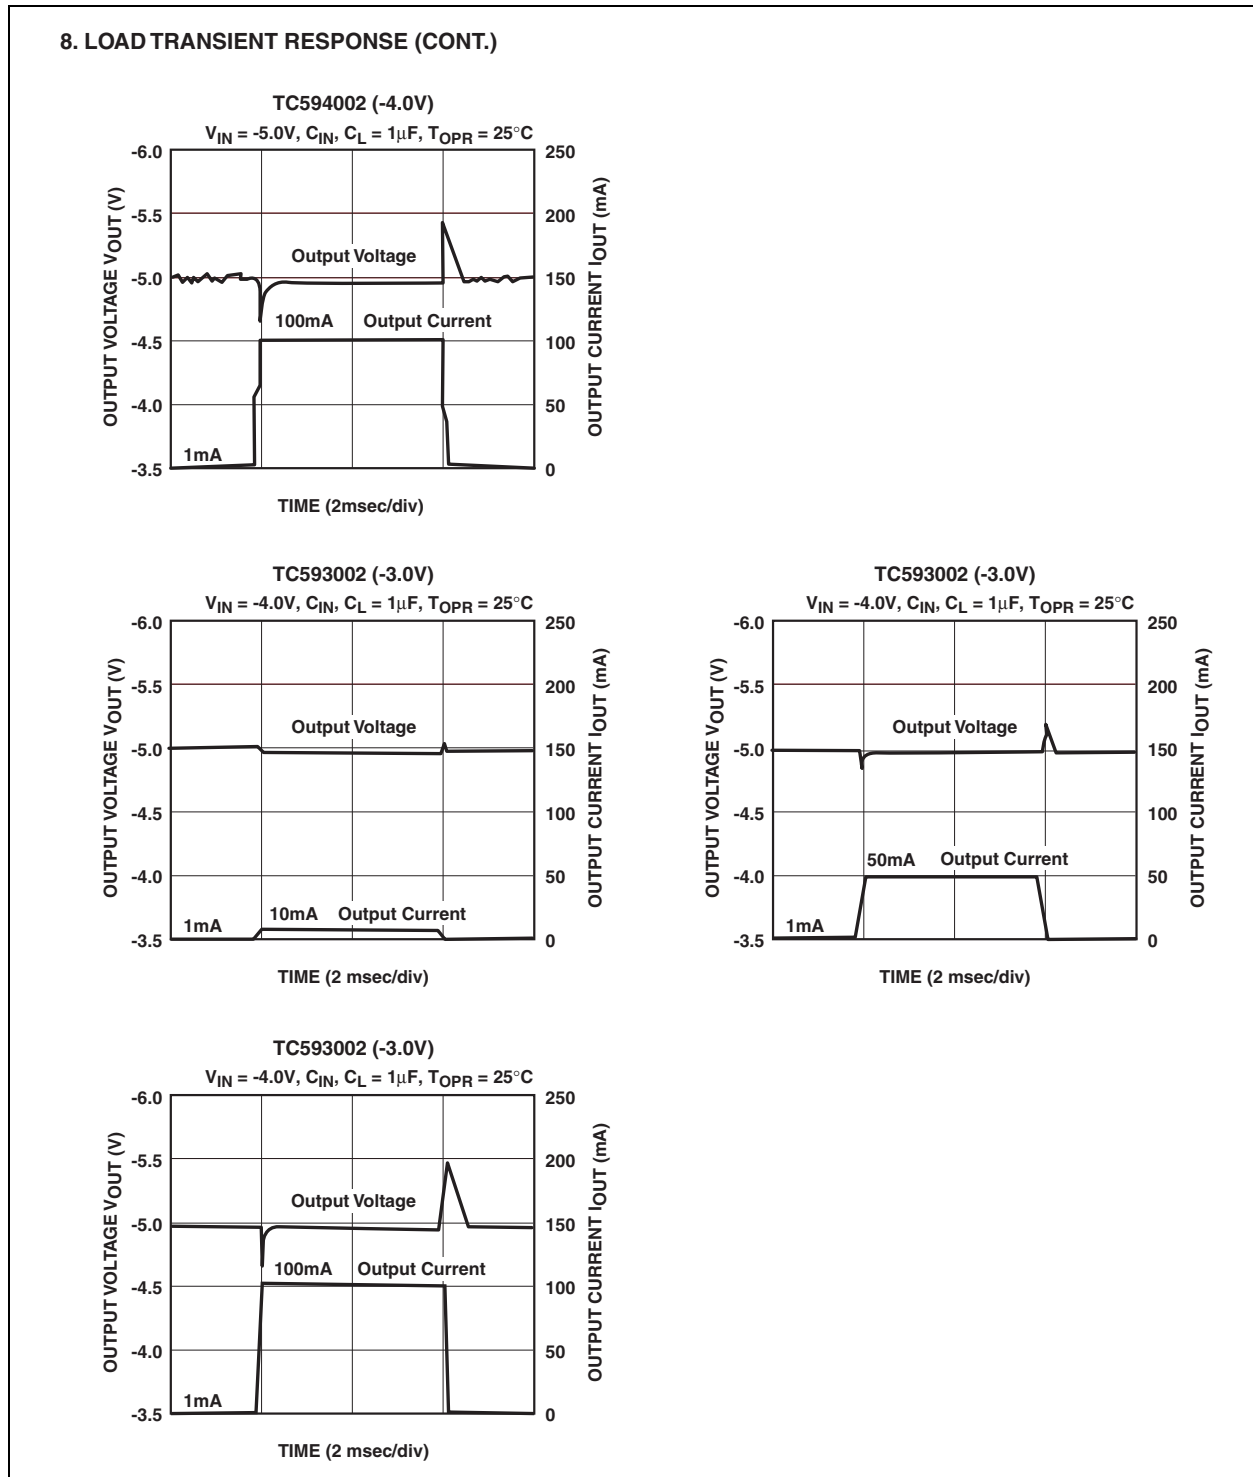 8. LOAD TRANSIENT RESPONSE (CONT.)
TC594002 (-4.0V)
VIN = -5.0V, CIN, CL = 1µF, TOPR = 25°C
OUTPUT VOLTAGE VOUT (V)
-6.0
-5.5
-5.0
-4.5
-4.0
-3.5
Output Voltage
100mA Output Current
1mA
250
200
150
100
50
0
OUTPUT CURRENT IOUT (mA)
TIME (2msec/div)
TC593002 (-3.0V)
VIN = -4.0V, CIN, CL = 1µF, TOPR = 25°C
OUTPUT VOLTAGE VOUT (V)
-6.0
-5.5
-5.0
-4.5
-4.0
-3.5
Output Voltage
10mA Output Current
1mA
250
200
150
100
50
0
OUTPUT CURRENT IOUT (mA)
TIME (2 msec/div)
TC593002 (-3.0V)
VIN = -4.0V, CIN, CL = 1µF, TOPR = 25°C
OUTPUT VOLTAGE VOUT (V)
-6.0
-5.5
-5.0
-4.5
-4.0
-3.5
Output Voltage
50mA Output Current
1mA
250
200
150
100
50
0
OUTPUT CURRENT IOUT (mA)
TIME (2 msec/div)
TC593002 (-3.0V)
VIN = -4.0V, CIN, CL = 1µF, TOPR = 25°C
OUTPUT VOLTAGE VOUT (V)
-6.0
-5.5
-5.0
-4.5
-4.0
-3.5
Output Voltage
100mA Output Current
1mA
250
200
150
100
50
0
OUTPUT CURRENT IOUT (mA)
TIME (2 msec/div)